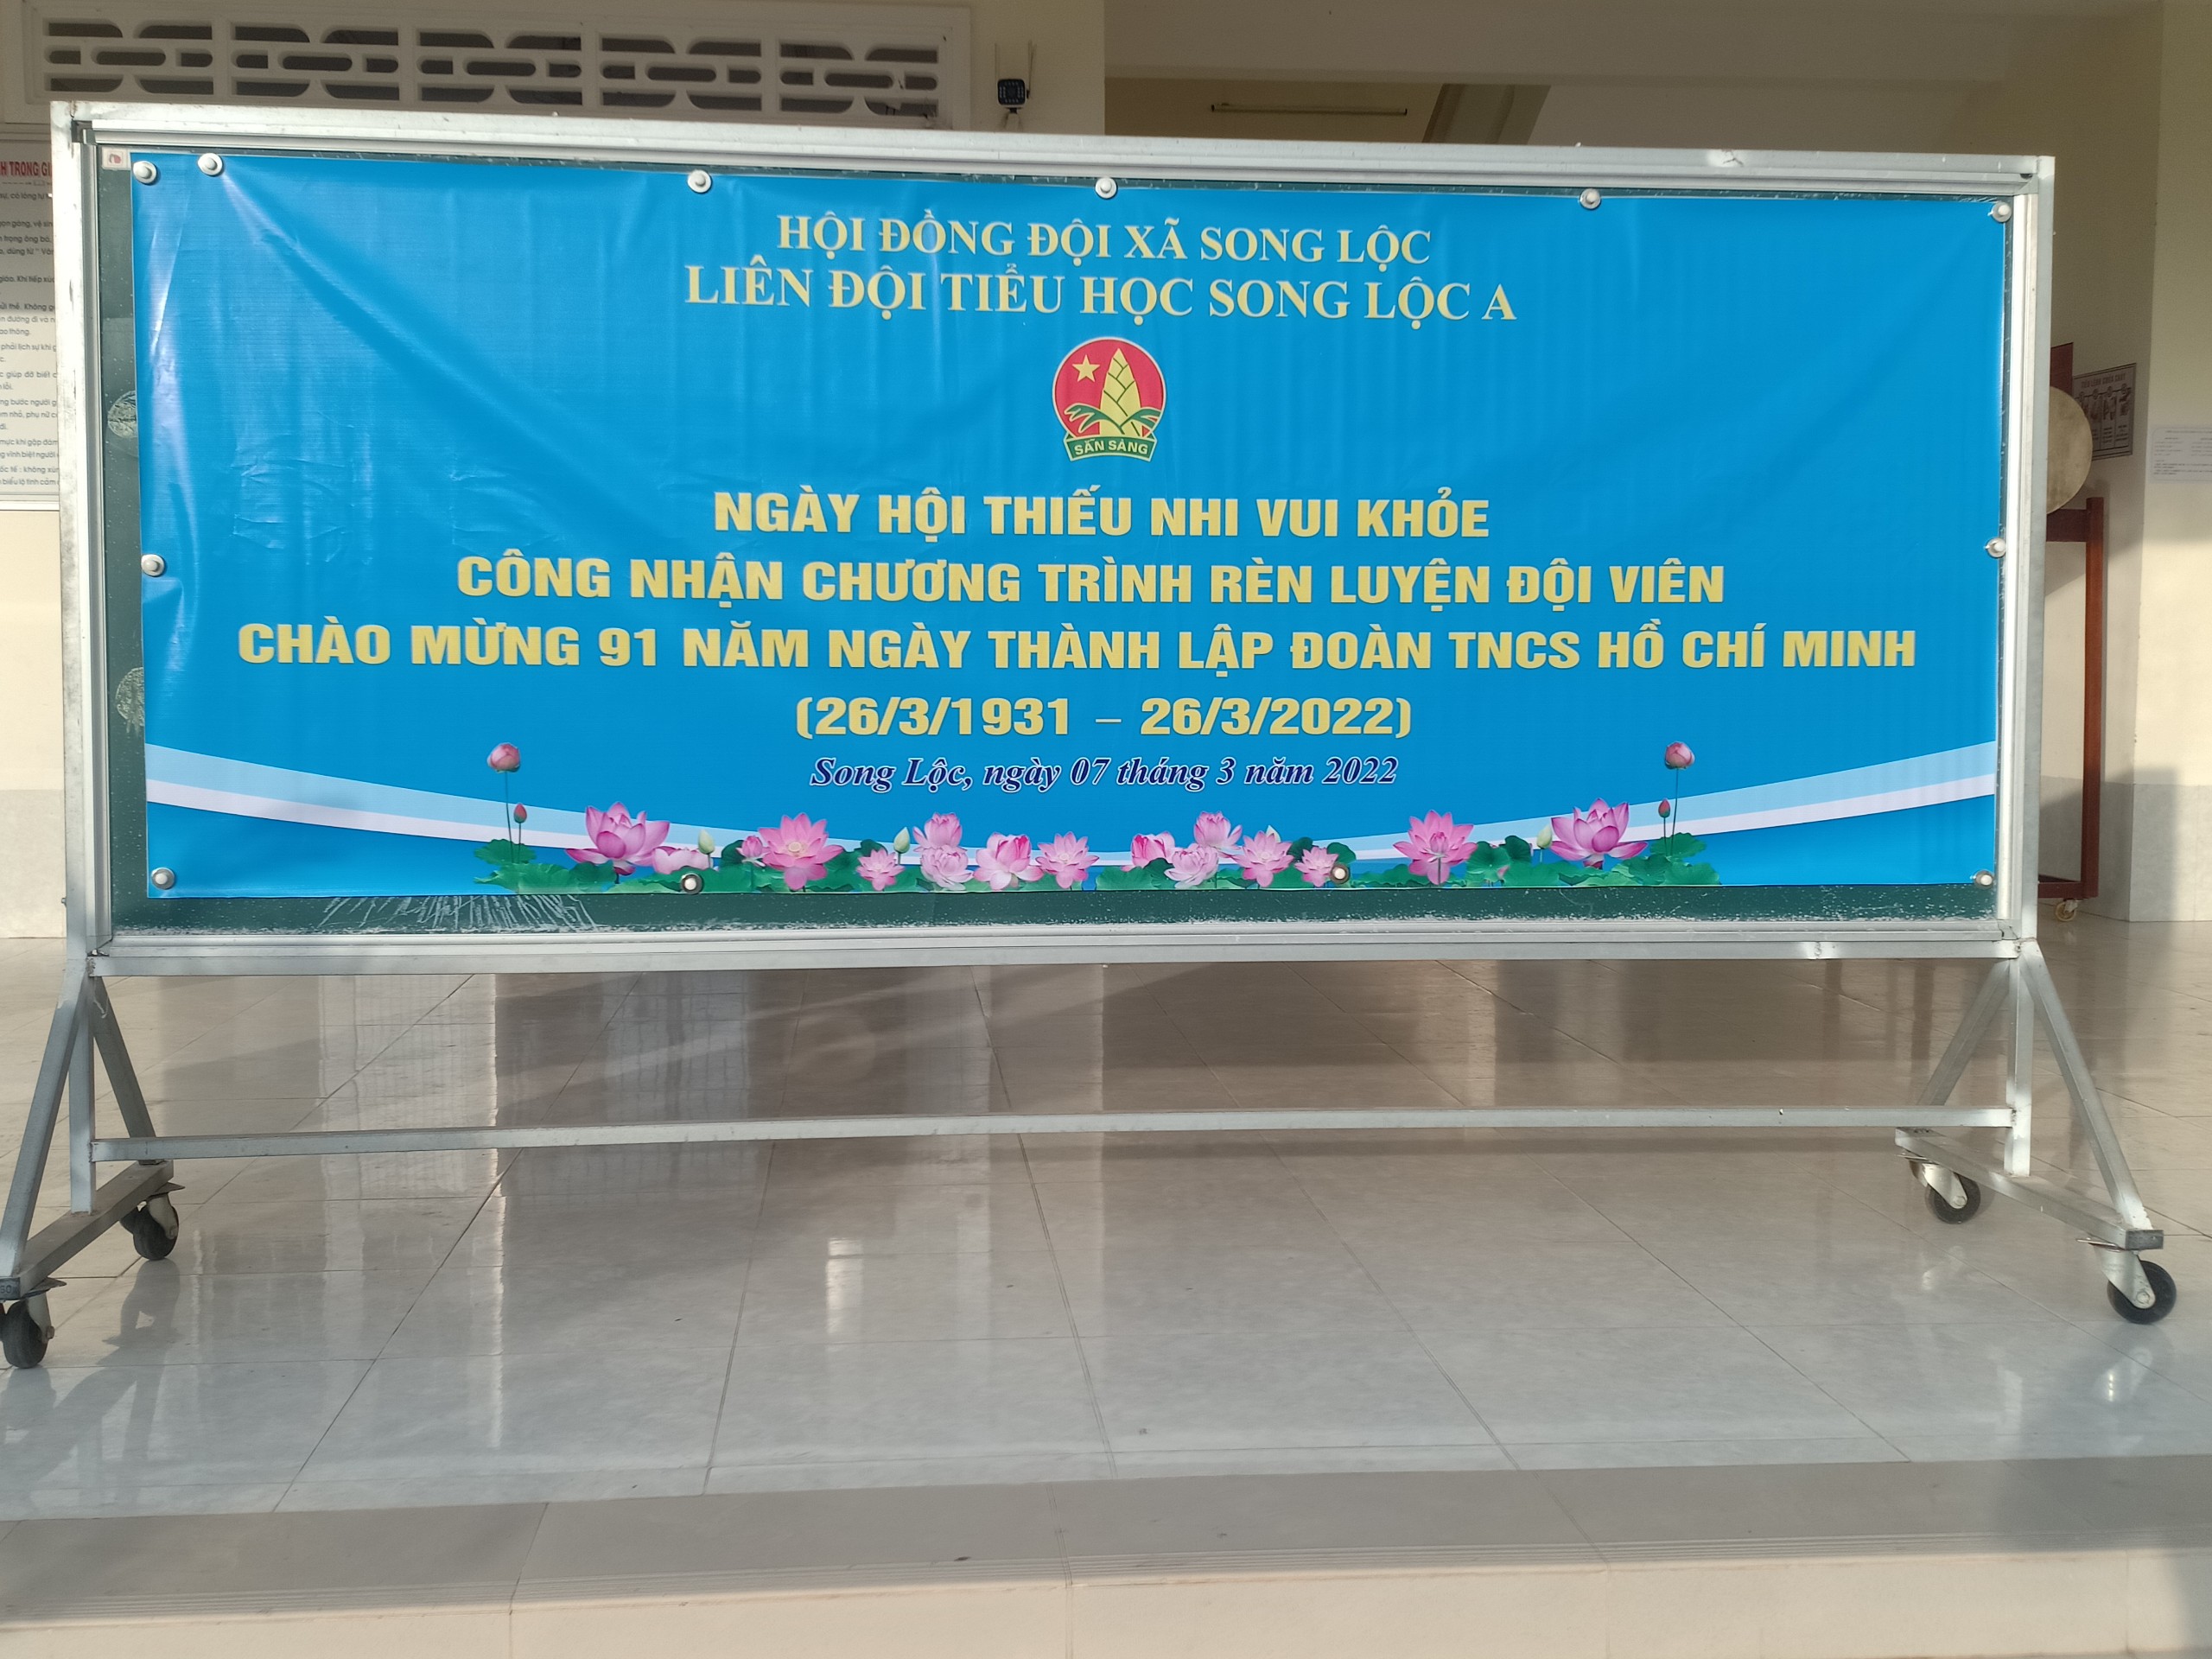 HỘI ĐỒNG ĐỘI XÃ SONG LỘC
LIÊN ĐỘI TIỂU HỌC SONG LỘC A
SẴN SÀNG
NGÀY HỘI THIẾU NHI VUI KHỎE
CÔNG NHẬN CHƯƠNG TRÌNH RÈN LUYỆN ĐỘI VIÊN
CHÀO MỪNG 91 NĂM NGÀY THÀNH LẬP ĐOÀN TNCS HỒ CHÍ MINH
(26/3/1931 – 26/3/2022)
Song Lộc, ngày 07 tháng 3 năm 2022